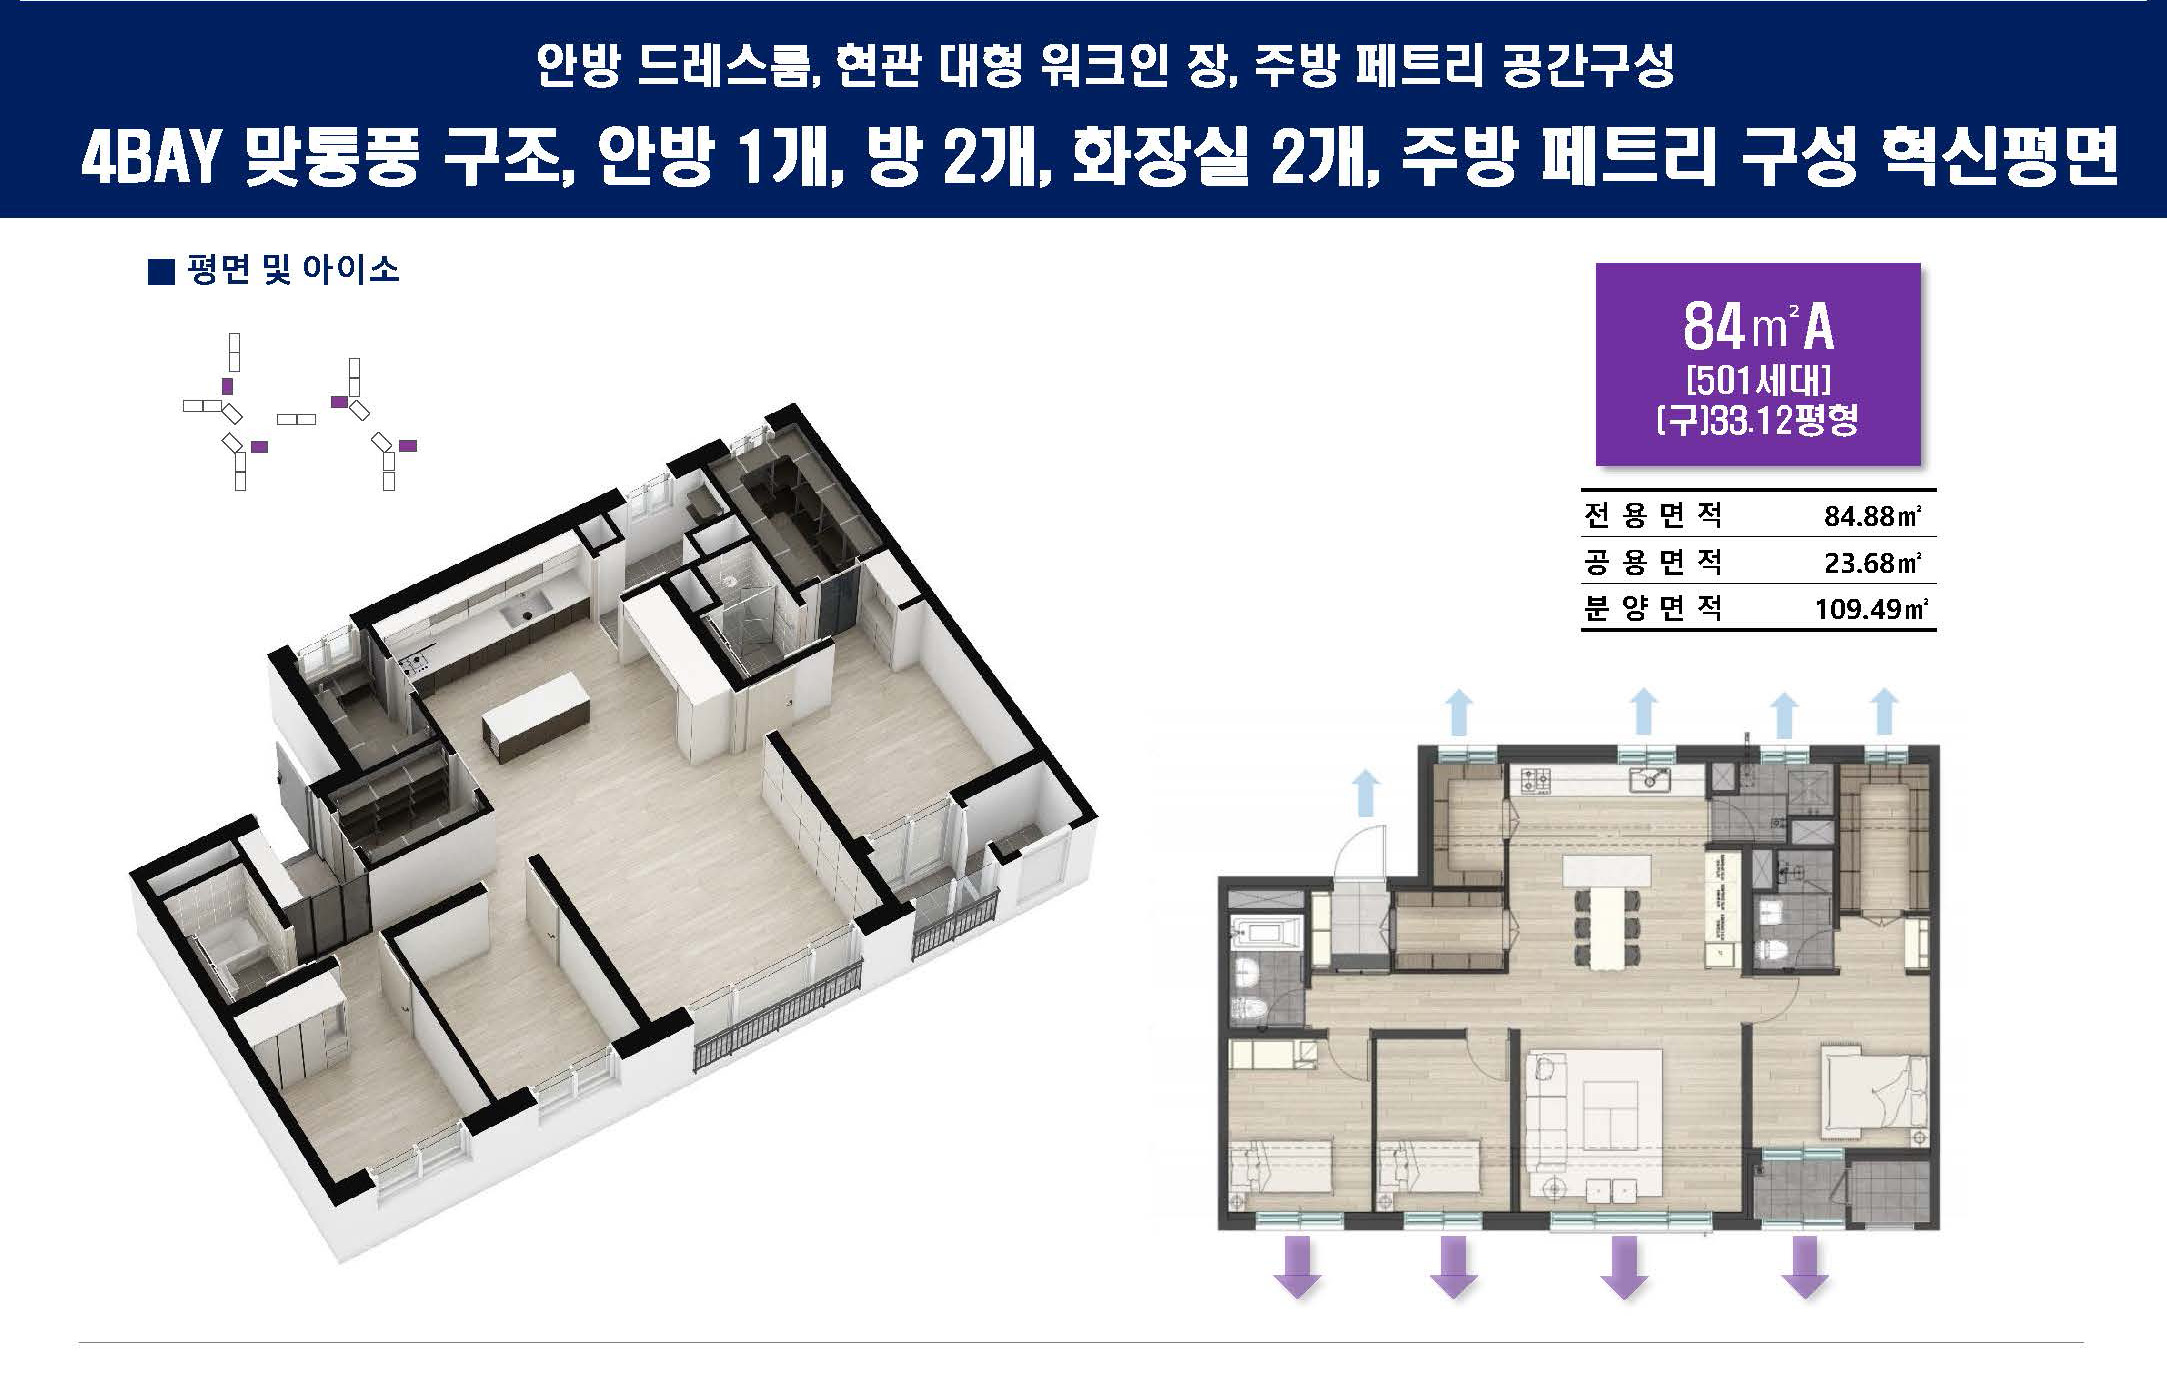 안방 드레스룸, 현관 대형 워크인 장, 주방 페트리 공간구성
4BAY 맞통풍 구조, 안방 1개, 방 2개, 화장실 2개, 주방 페트리 구성 혁신평면
■ 평면 및 아이소
84㎡A
[501세대]
[구]33.12평형
전용면적 84.88㎡
공용면적 23.68㎡
분양면적 109.49㎡